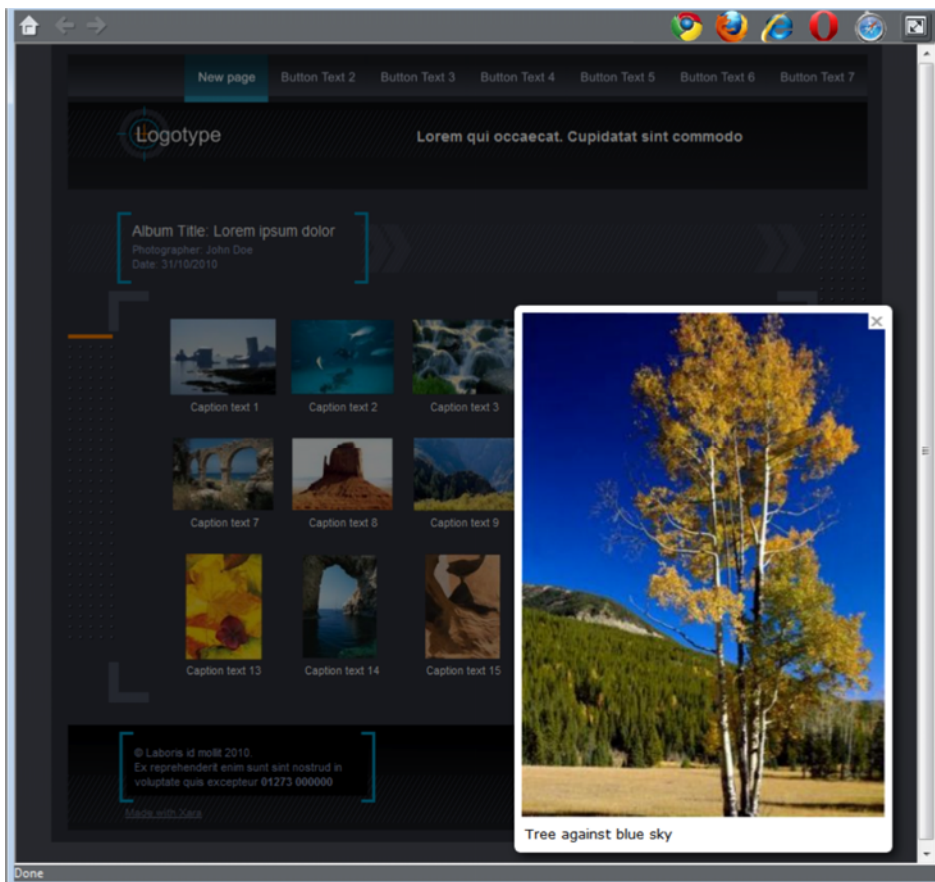 New page Button Text 2 Button Text 3 Button Text 4 Button Text 5 Button Text 6 Button Text 7
Logotype
Lorem qui occaecat. Cupidatat sint commodo
Album Title: Lorem ipsum dolor
Photographer: John Doe
Date: 31/10/2010
Caption text 1 Caption text 2 Caption text 3
Caption text 7 Caption text 8 Caption text 9
Caption text 13 Caption text 14 Caption text 15
Tree against blue sky
© Laboris id mollit 2010.
Ex reprehenderit enim sunt sint nostrud in
voluptate quis excepteur 01273 000000
Made with Xara
Done